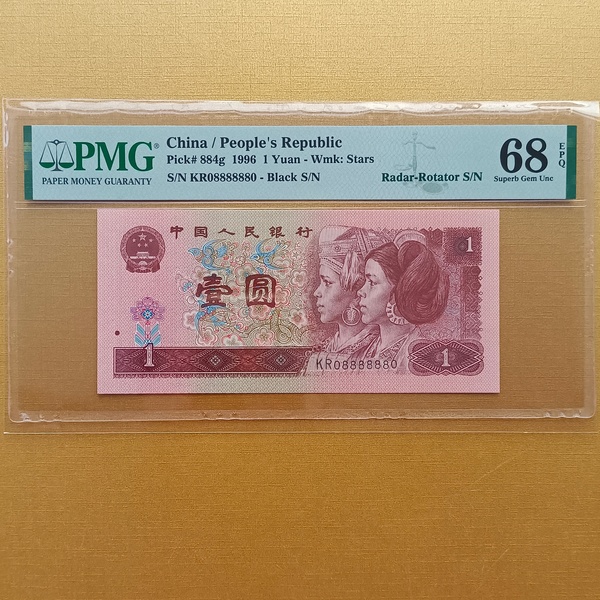 PMG®
PAPER MONEY GUARANTY
China / People's Republic
Pick# 884g 1996 1 Yuan - Wmk: Stars
S/N KR08888880 - Black S/N
Radar-Rotator S/N
68 EPQ
Superb Gem Unc
中国人民银行
1
壹圆
1
KR08888880
1